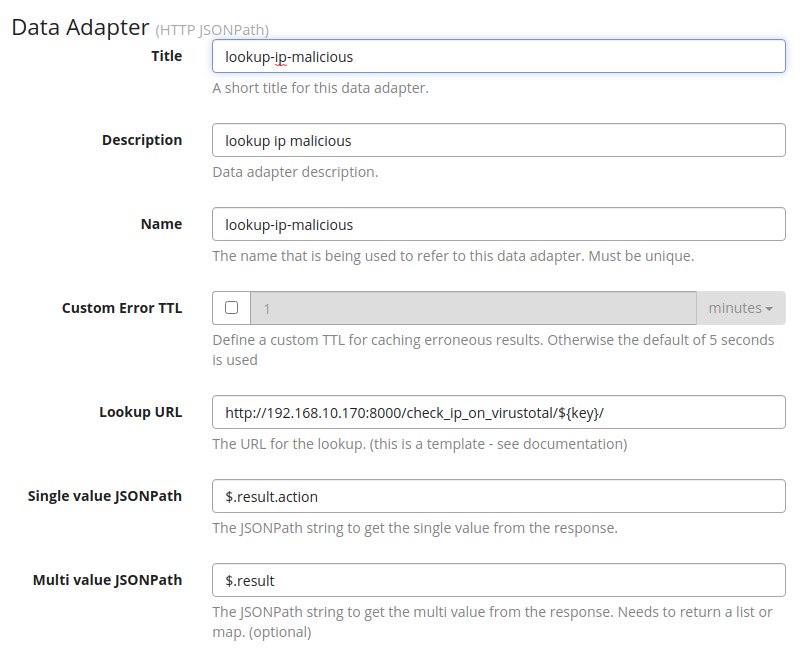 Data Adapter (HTTP JSONPath)
Title lookup-ip-malicious
A short title for this data adapter.
Description lookup ip malicious
Data adapter description.
Name lookup-ip-malicious
The name that is being used to refer to this data adapter. Must be unique.
Custom Error TTL 1 minutes
Define a custom TTL for caching erroneous results. Otherwise the default of 5 seconds
is used
Lookup URL http://192.168.10.170:8000/check_ip_on_virustotal/${key}/
The URL for the lookup. (this is a template - see documentation)
Single value JSONPath $.result.action
The JSONPath string to get the single value from the response.
Multi value JSONPath $.result
The JSONPath string to get the multi value from the response. Needs to return a list or
map. (optional)